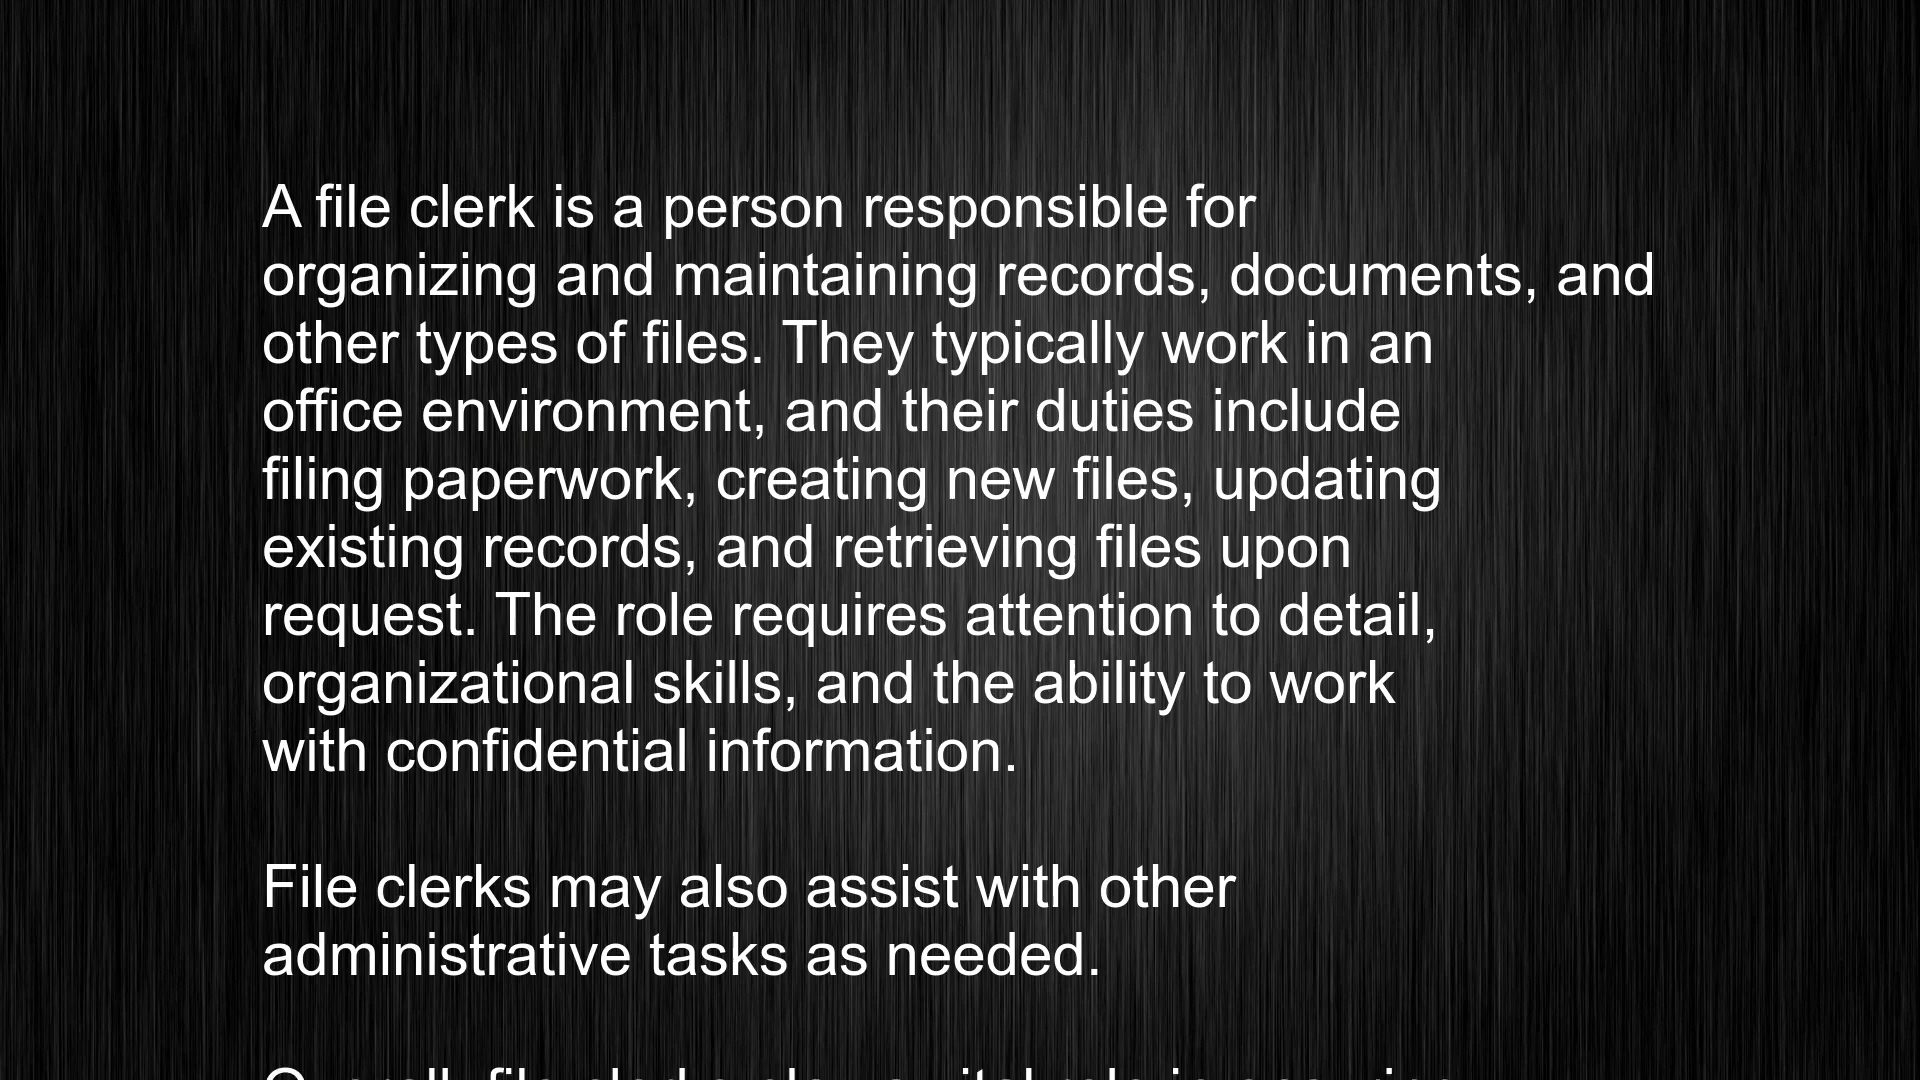 A file clerk is a person responsible for
organizing and maintaining records, documents, and
other types of files. They typically work in an
office environment, and their duties include
filing paperwork, creating new files, updating
existing records, and retrieving files upon
request. The role requires attention to detail,
organizational skills, and the ability to work
with confidential information.
File clerks may also assist with other
administrative tasks as needed.